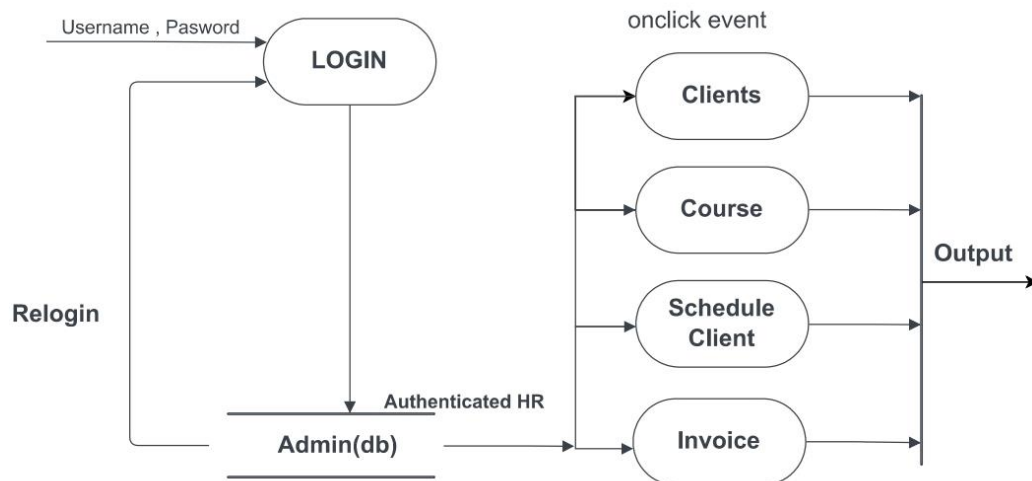 Username , Pasword
onclick event
LOGIN
Clients
Course
Output
Relogin
Schedule
Client
Authenticated HR
Admin(db)
Invoice